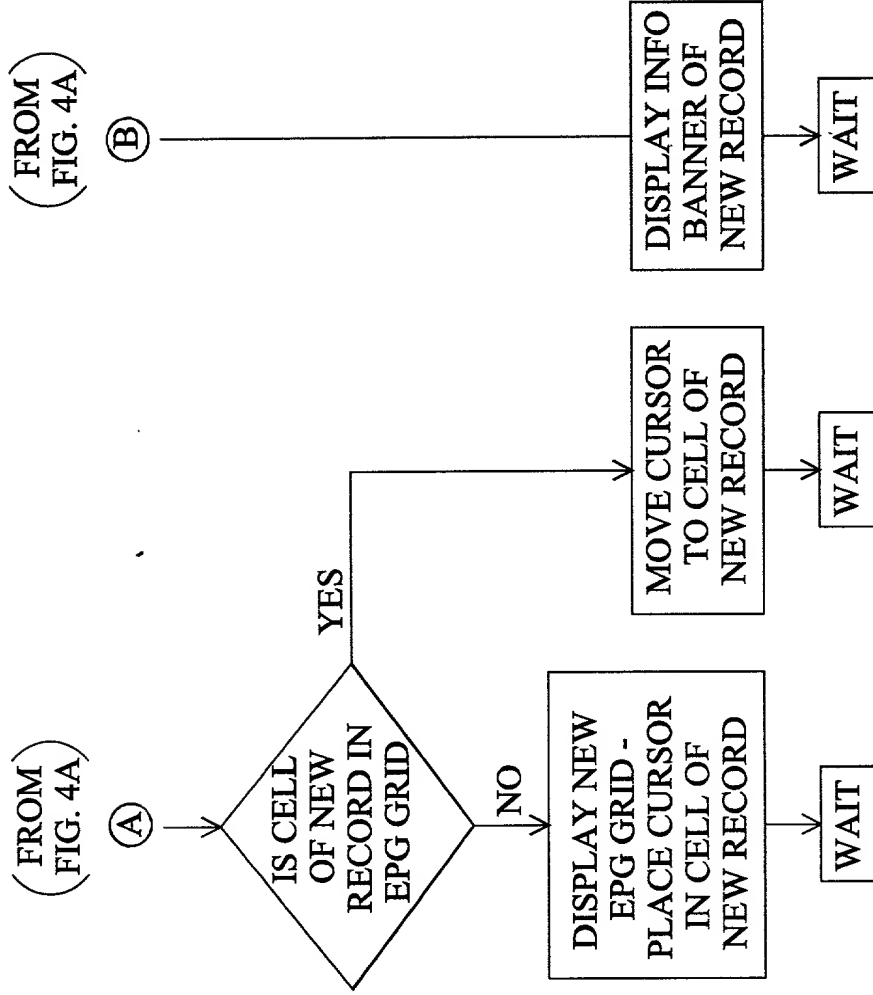 (FROM
FIG. 4A)
A
IS CELL
OF NEW
RECORD IN
EPG GRID
YES
NO
DISPLAY NEW
EPG GRID -
PLACE CURSOR
IN CELL OF
NEW RECORD
WAIT
MOVE CURSOR
TO CELL OF
NEW RECORD
WAIT
(FROM
FIG. 4A)
B
DISPLAY INFO
BANNER OF
NEW RECORD
WAIT